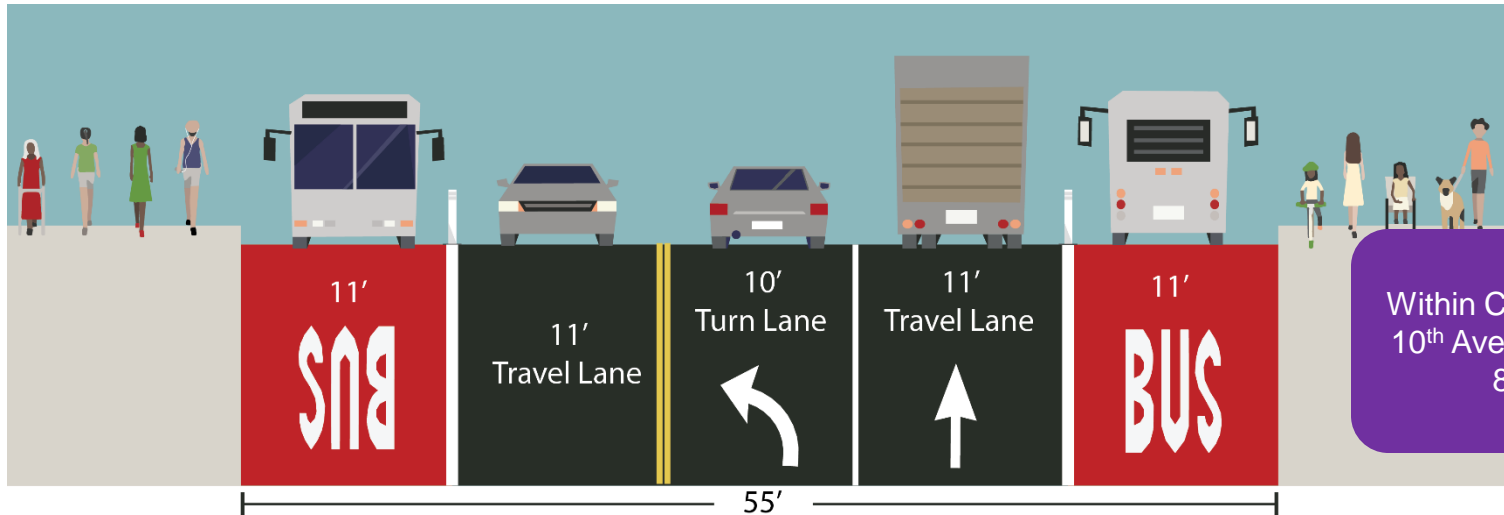 11’
BUS
11’
Travel Lane
10’
Turn Lane
11’
Travel Lane
11’
BUS
Within
10th Ave
55’